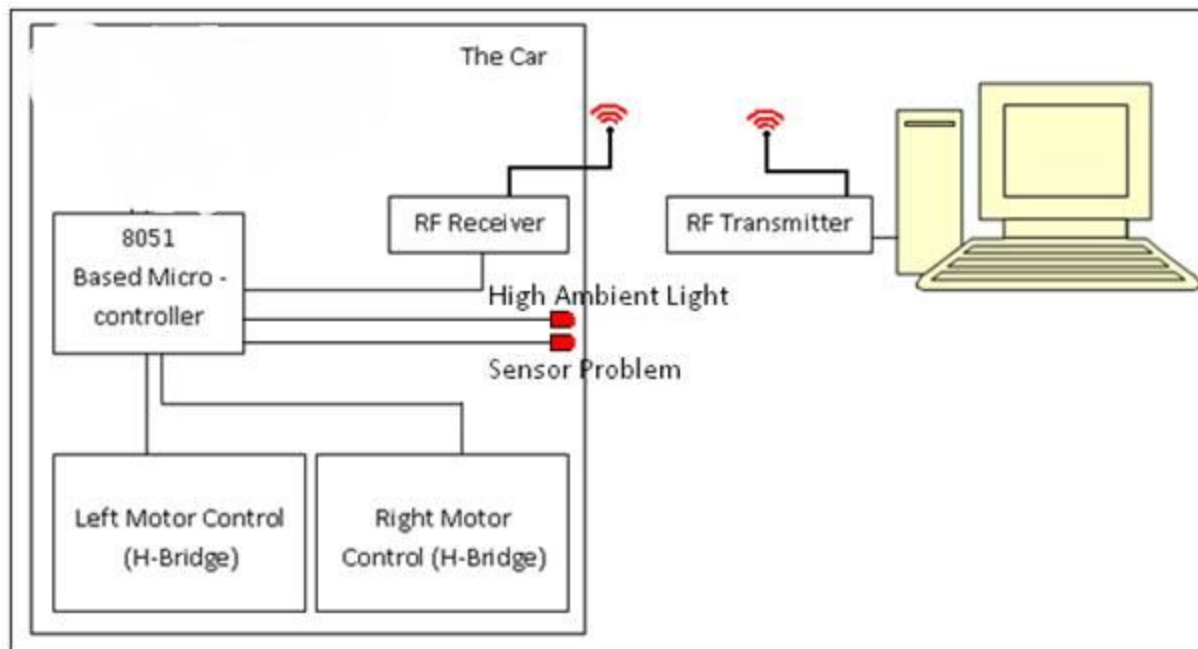 The Car
RF Receiver
RF Transmitter
8051
Based Micro -
controller
High Ambient Light
Sensor Problem
Left Motor Control
(H-Bridge)
Right Motor
Control (H-Bridge)